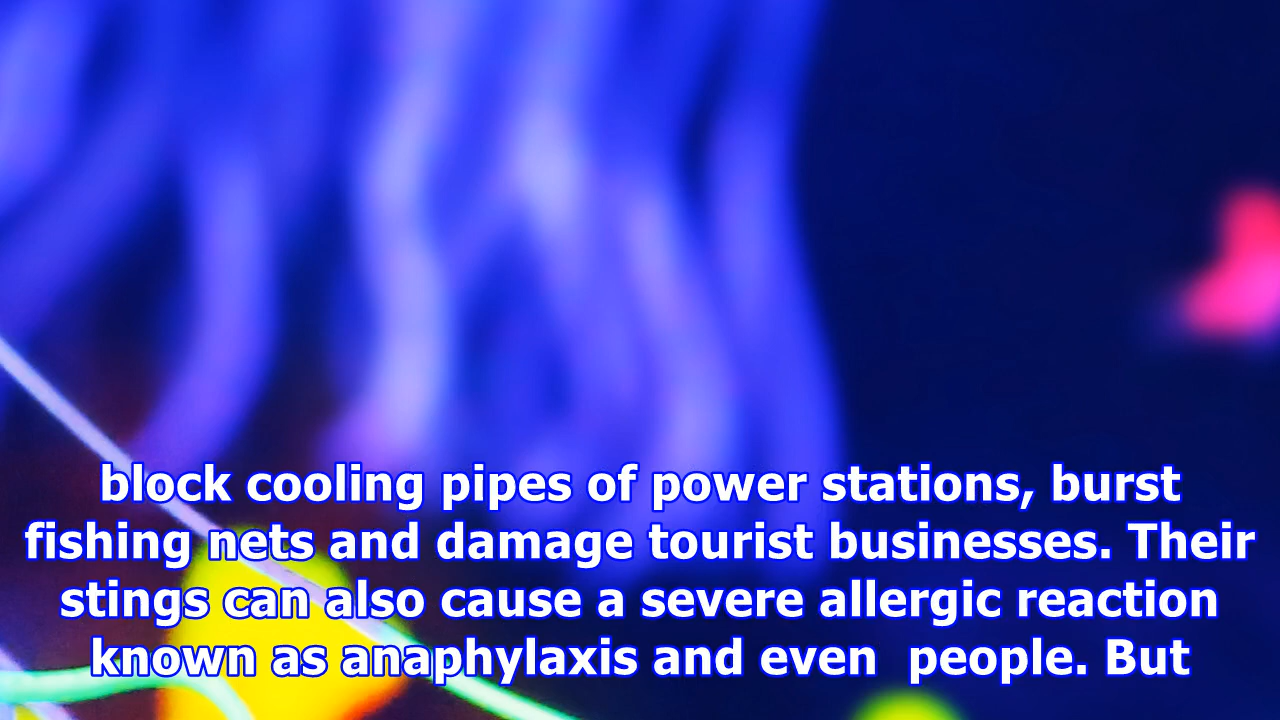 block cooling pipes of power stations, burst
fishing nets and damage tourist businesses. Their
stings can also cause a severe allergic reaction
known as anaphylaxis and even  people. But